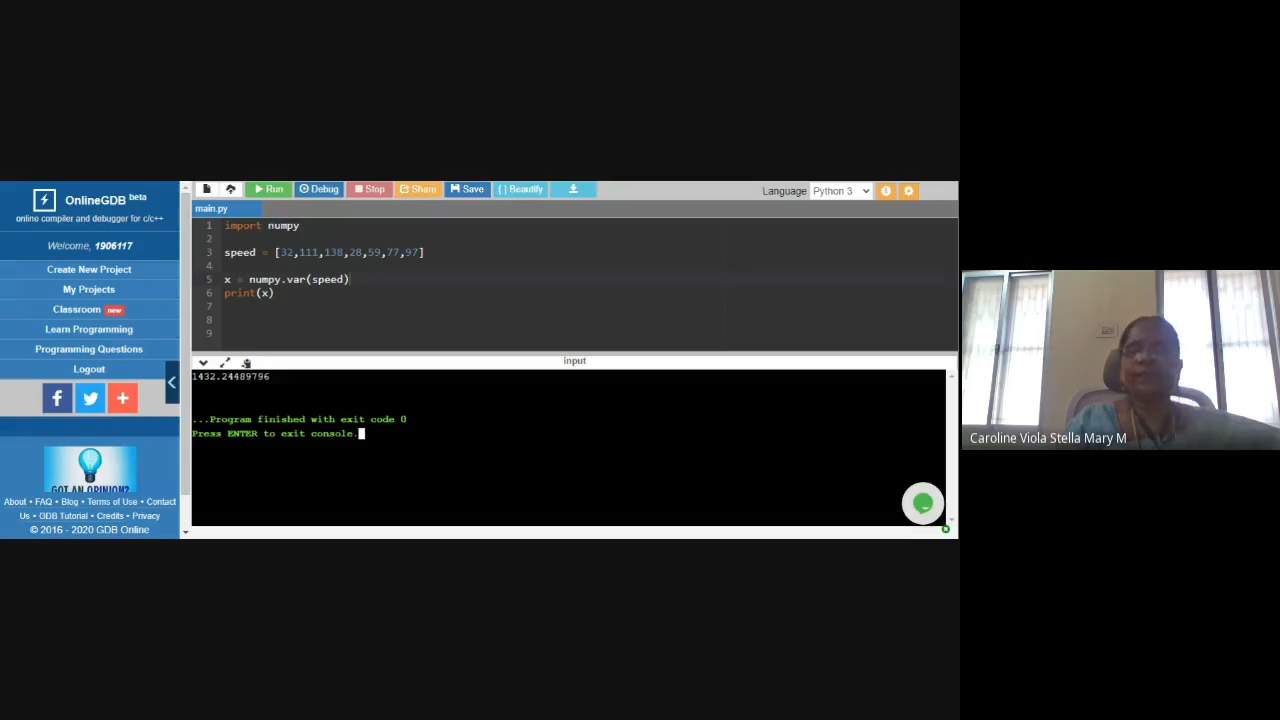 OnlineGDB beta
online compiler and debugger for c/c++
Welcome, 1906117
Create New Project
My Projects
Classroom new
Learn Programming
Programming Questions
Logout
GOT AN OPINION?
About • FAQ • Blog • Terms of Use • Contact
Us • GDB Tutorial • Credits • Privacy
© 2016 - 2020 GDB Online
Run Debug Stop Share Save { } Beautify
Language Python 3
main.py
1 import numpy
2
3 speed = [32,111,138,28,59,77,97]
4
5 x = numpy.var(speed)
6 print(x)
7
8
9
input
1432.24489796
...Program finished with exit code 0
Press ENTER to exit console.
Caroline Viola Stella Mary M